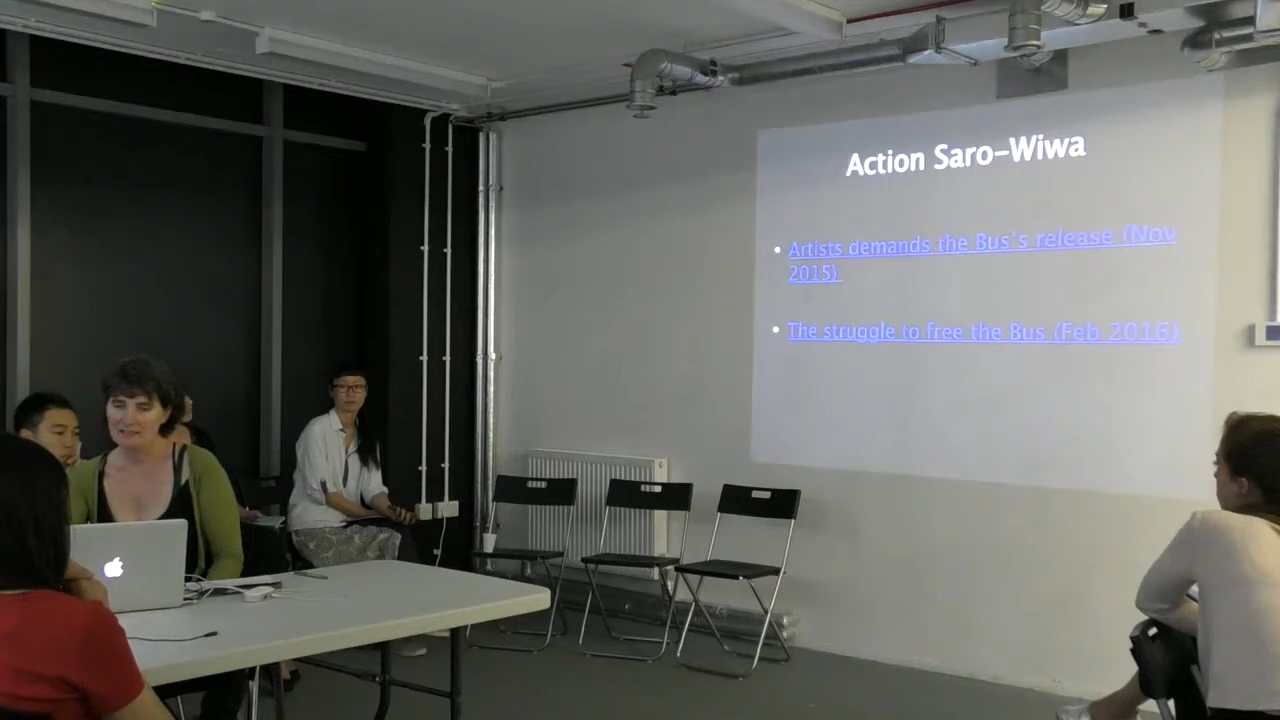 Action Saro-Wiwa
• Artists demands the Bus's release (Nov
2015)
• The struggle to free the Bus (Feb 2016)